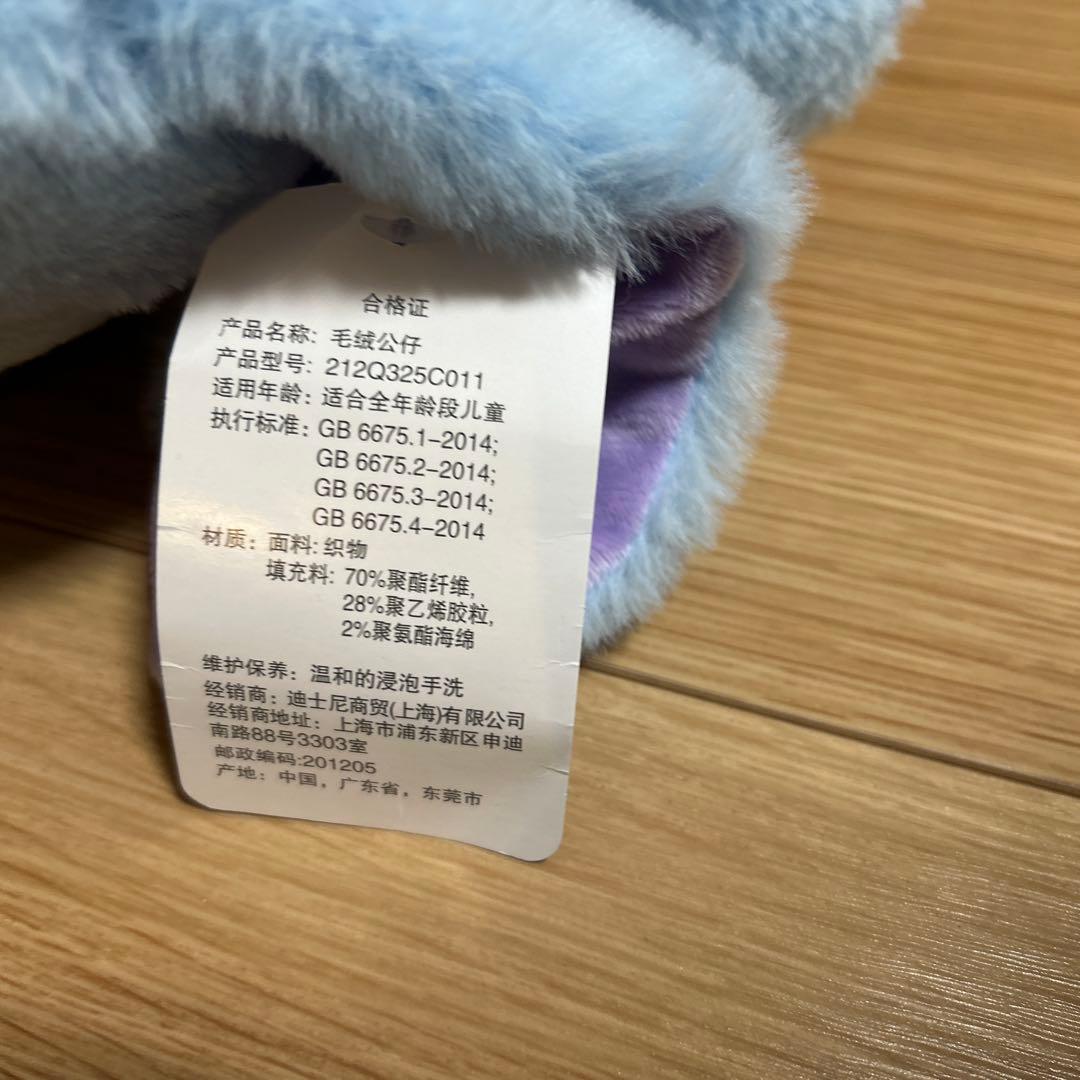 合格证
产品名称: 毛绒公仔
产品型号: 212Q325C011
适用年龄: 适合全年龄段儿童
执行标准: GB 6675.1-2014;
GB 6675.2-2014;
GB 6675.3-2014;
GB 6675.4-2014
材质: 面料: 织物
填充料: 70%聚酯纤维,
28%聚乙烯胶粒,
2%聚氨酯海绵
维护保养: 温和的浸泡手洗
经销商: 迪士尼商贸(上海)有限公司
经销商地址: 上海市浦东新区申迪
南路88号3303室
邮政编码:201205
产地: 中国, 广东省, 东莞市